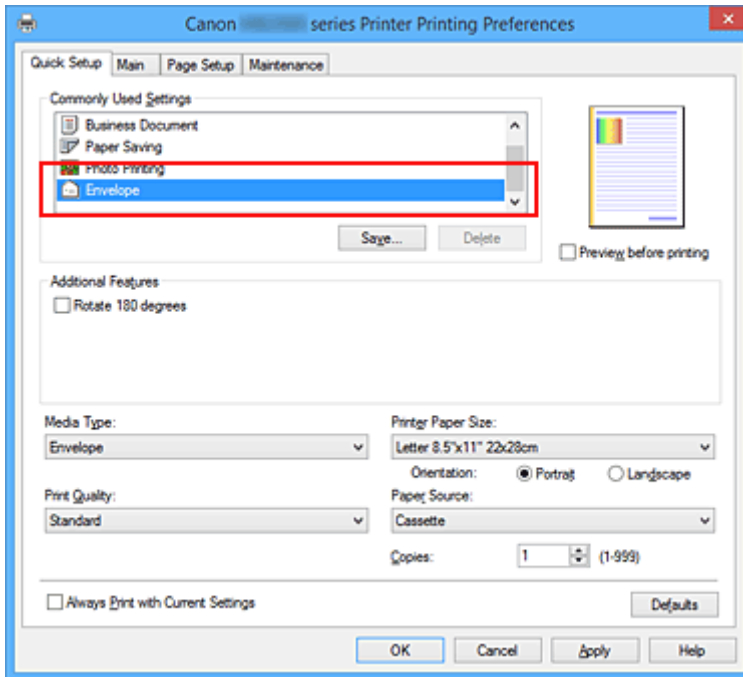 Canon series Printer Printing Preferences
Quick Setup Main Page Setup Maintenance
Commonly Used Settings
Business Document
Paper Saving
Photo Printing
Envelope
Save... Delete
Preview before printing
Additional Features
Rotate 180 degrees
Media Type: Printer Paper Size:
Envelope Letter 8.5"x11" 22x28cm
Orientation: Portrait Landscape
Print Quality: Paper Source:
Standard Cassette
Copies: 1 (1-999)
Always Print with Current Settings Defaults
OK Cancel Apply Help